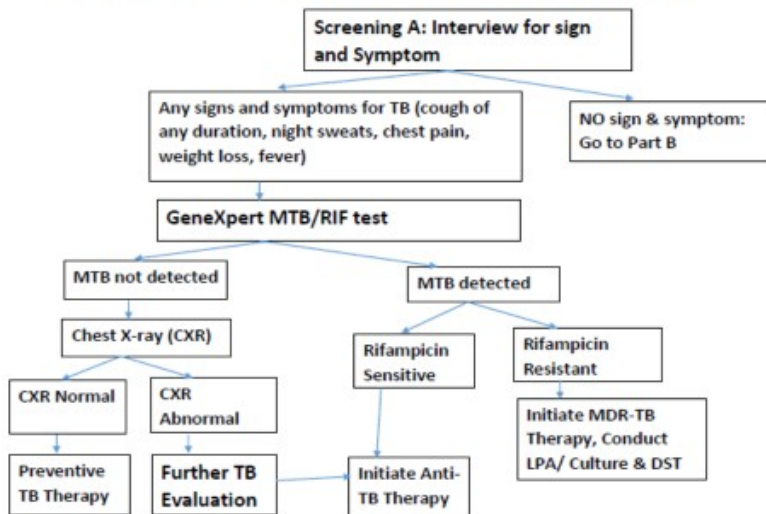 Screening A: Interview for sign
and Symptom
Any signs and symptoms for TB (cough of
any duration, night sweats, chest pain,
weight loss, fever)
NO sign & symptom:
Go to Part B
GeneXpert MTB/RIF test
MTB not detected
MTB detected
Chest X-ray (CXR)
Rifampicin
Sensitive
Rifampicin
Resistant
CXR Normal
CXR
Abnormal
Initiate MDR-TB
Therapy, Conduct
LPA/ Culture & DST
Preventive
TB Therapy
Further TB
Evaluation
Initiate Anti-
TB Therapy